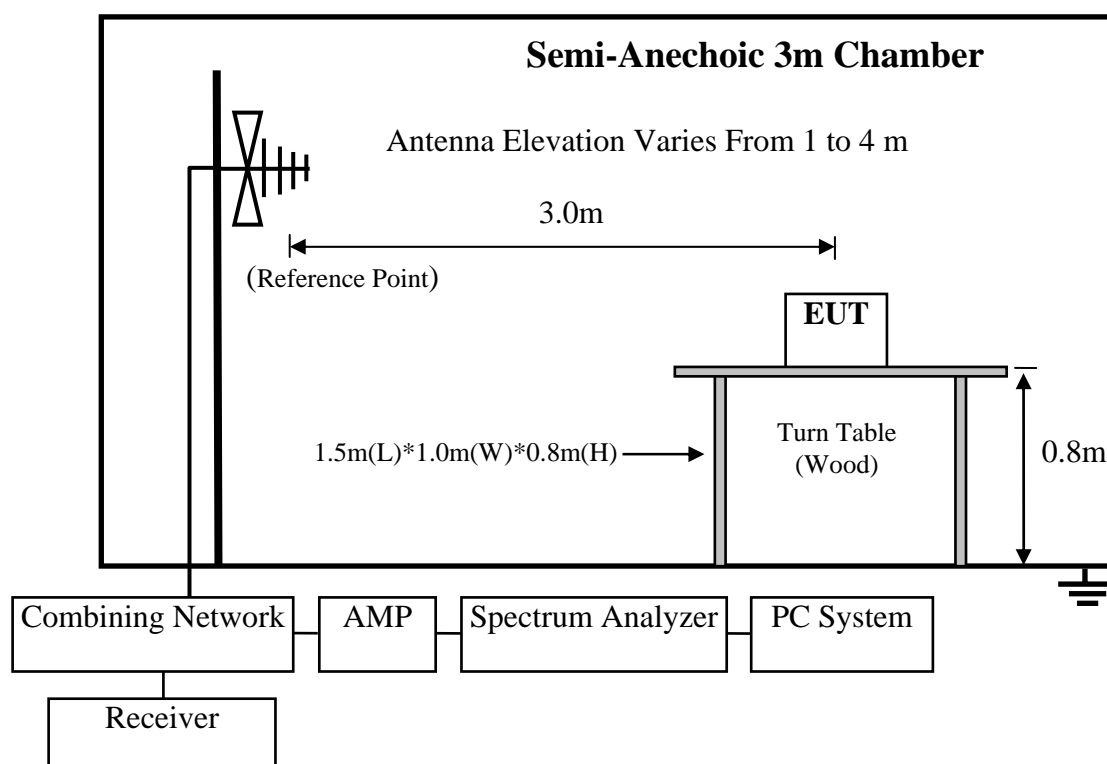 Semi-Anechoic 3m Chamber
Antenna Elevation Varies From 1 to 4 m
3.0m
(Reference Point)
EUT
1.5m(L)*1.0m(W)*0.8m(H)
Turn Table
(Wood)
0.8m
Combining Network
AMP
Spectrum Analyzer
PC System
Receiver